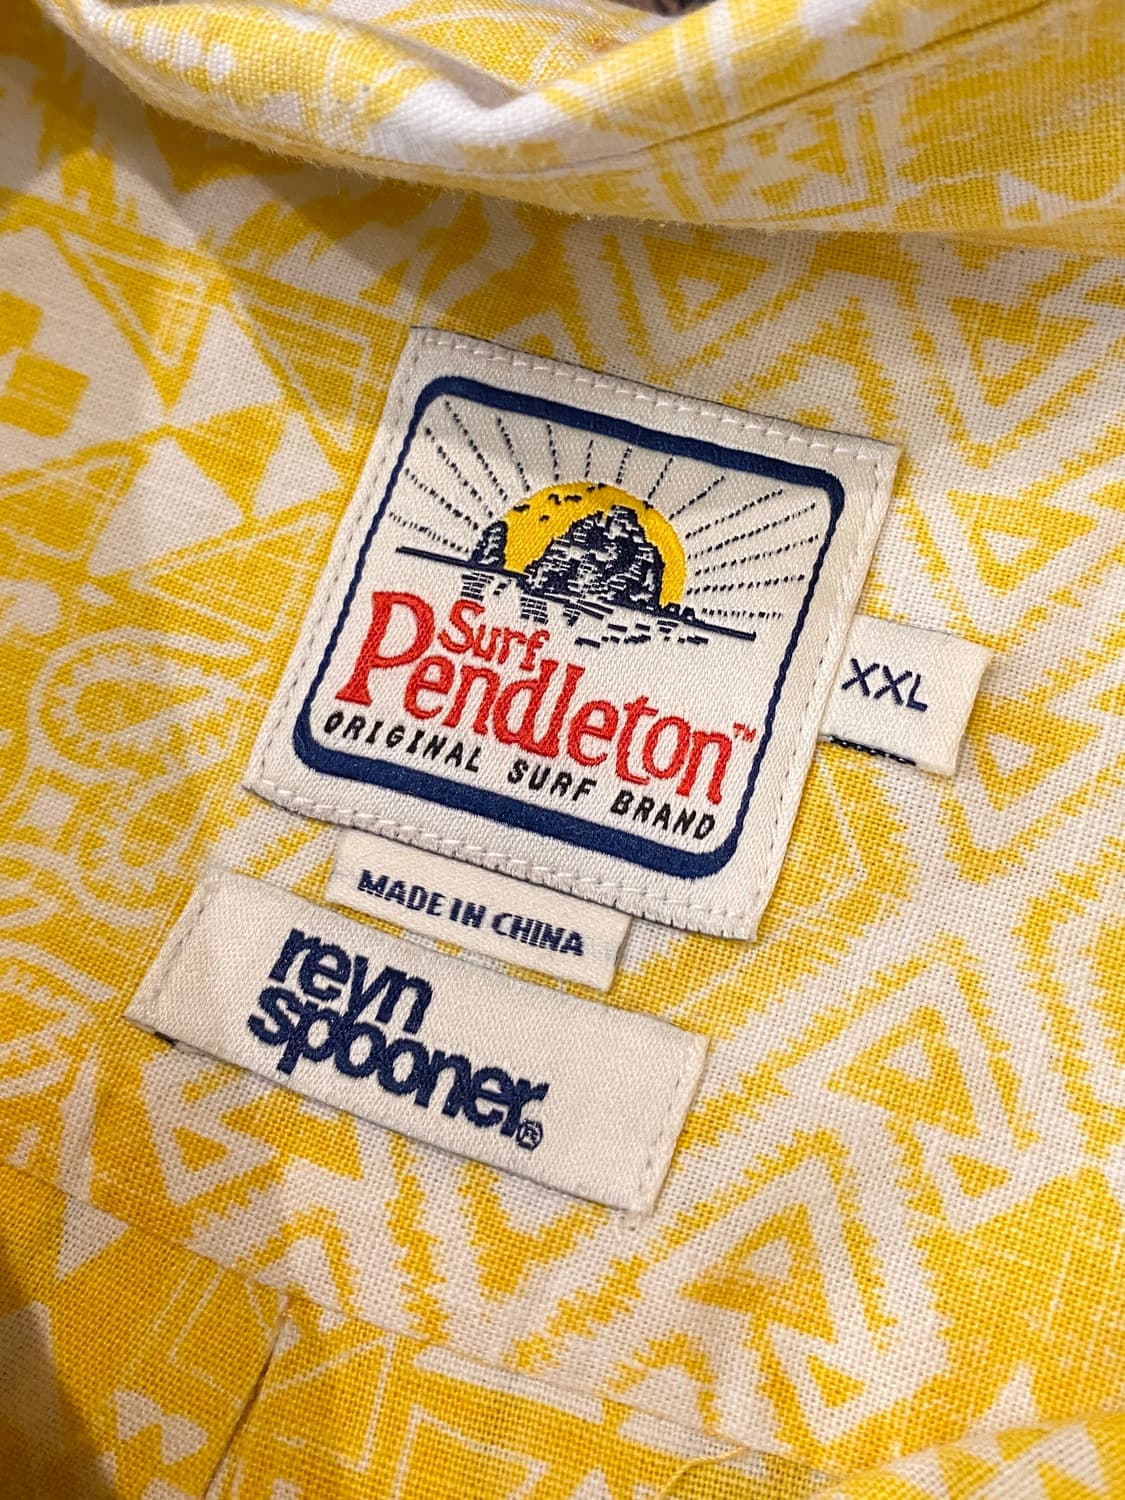 Surf
Pendleton™
ORIGINAL SURF BRAND
XXL
MADE IN CHINA
reyn
spooner®